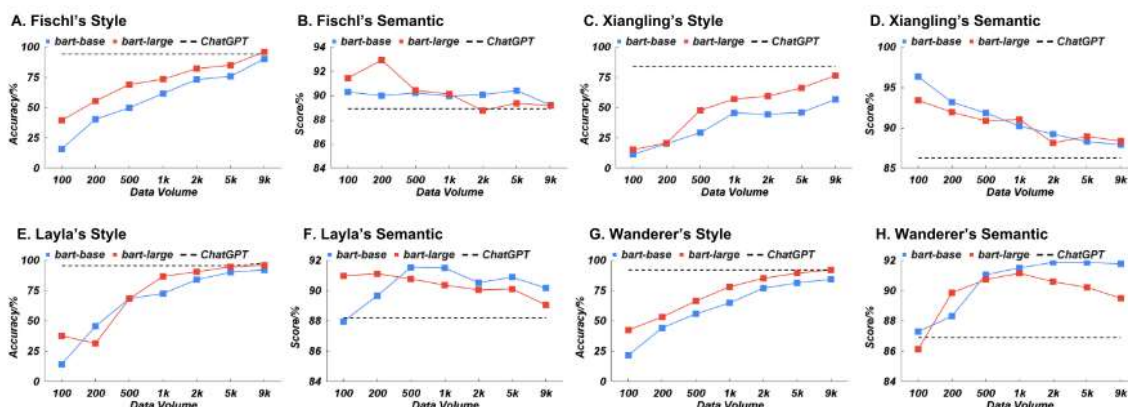 A. Fischl's Style
bart-base bart-large ChatGPT
100
75
50
25
0
Accuracy/%
100 200 500 1k 2k 5k 9k
Data Volume
B. Fischl's Semantic
bart-base bart-large ChatGPT
94
92
90
88
86
84
Score/%
100 200 500 1k 2k 5k 9k
Data Volume
C. Xiangling's Style
bart-base bart-large ChatGPT
100
75
50
25
0
Accuracy/%
100 200 500 1k 2k 5k 9k
Data Volume
D. Xiangling's Semantic
bart-base bart-large ChatGPT
100
95
90
85
Score/%
100 200 500 1k 2k 5k 9k
Data Volume
E. Layla's Style
bart-base bart-large ChatGPT
100
75
50
25
0
Accuracy/%
100 200 500 1k 2k 5k 9k
Data Volume
F. Layla's Semantic
bart-base bart-large ChatGPT
92
90
88
86
84
Score/%
100 200 500 1k 2k 5k 9k
Data Volume
G. Wanderer's Style
bart-base bart-large ChatGPT
100
75
50
25
0
Accuracy/%
100 200 500 1k 2k 5k 9k
Data Volume
H. Wanderer's Semantic
bart-base bart-large ChatGPT
92
90
88
86
84
Score/%
100 200 500 1k 2k 5k 9k
Data Volume